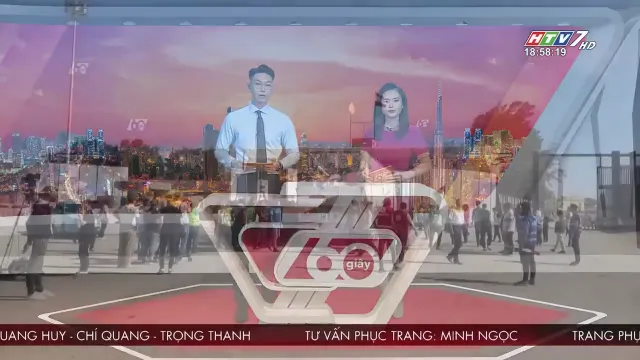 HTV7 HD
18:58:19
60 giây
UANG HUY - CHÍ QUANG - TRỌNG THANH TƯ VẤN PHỤC TRANG: MINH NGỌC TRANG PHỤ